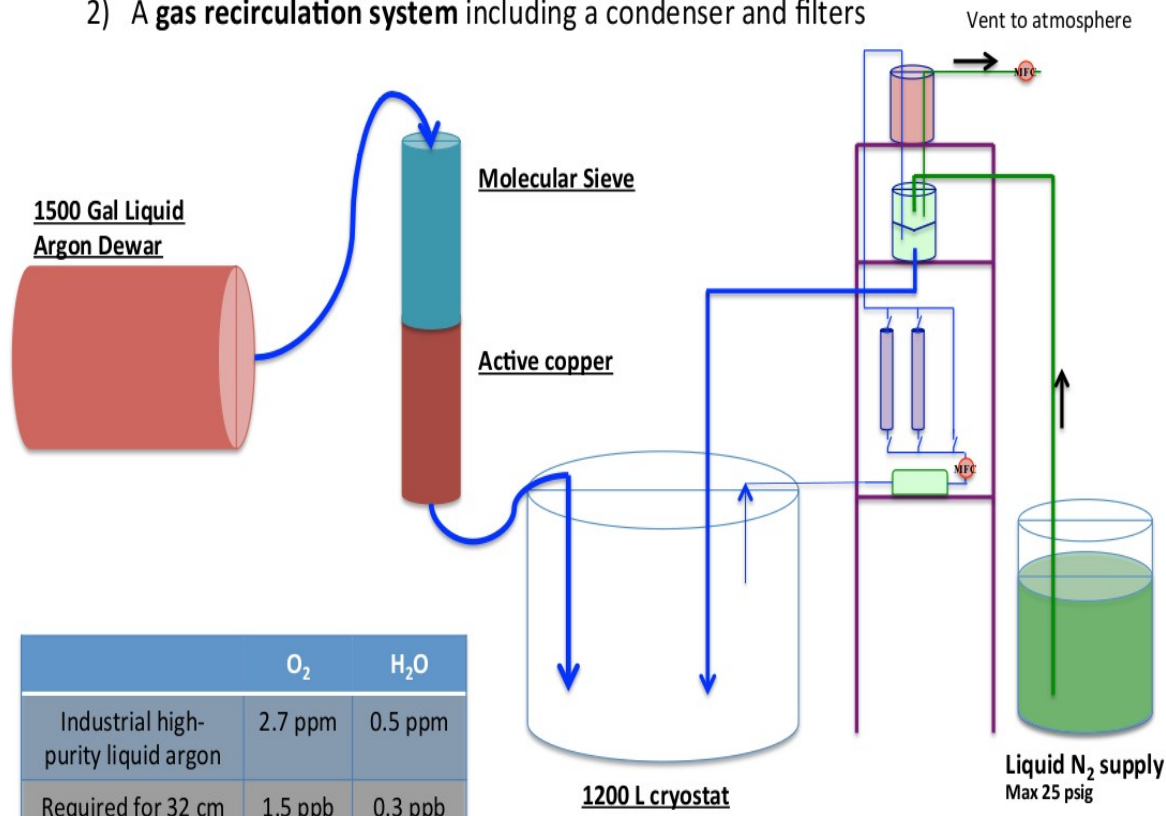 2) A gas recirculation system including a condenser and filters
Vent to atmosphere
MFC
Molecular Sieve
1500 Gal Liquid
Argon Dewar
Active copper
MFC
O₂ H₂O
Industrial high-
purity liquid argon
2.7 ppm 0.5 ppm
Required for 32 cm 1.5 ppb 0.3 ppb
1200 L cryostat
Liquid N₂ supply
Max 25 psig